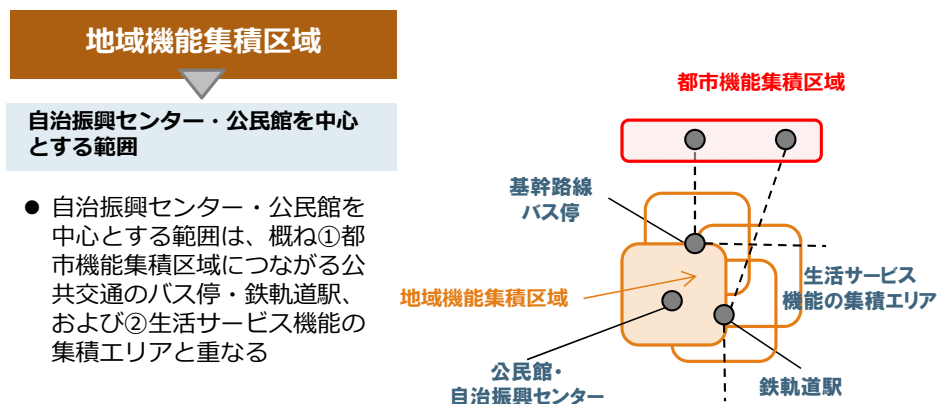 地域機能集積区域
自治振興センター・公民館を中心
とする範囲
● 自治振興センター・公民館を
中心とする範囲は、概ね①都
市機能集積区域につながる公
共交通のバス停・鉄軌道駅、
および②生活サービス機能の
集積エリアと重なる
都市機能集積区域
基幹路線
バス停
生活サービス
機能の集積エリア
地域機能集積区域
公民館・
自治振興センター
鉄軌道駅